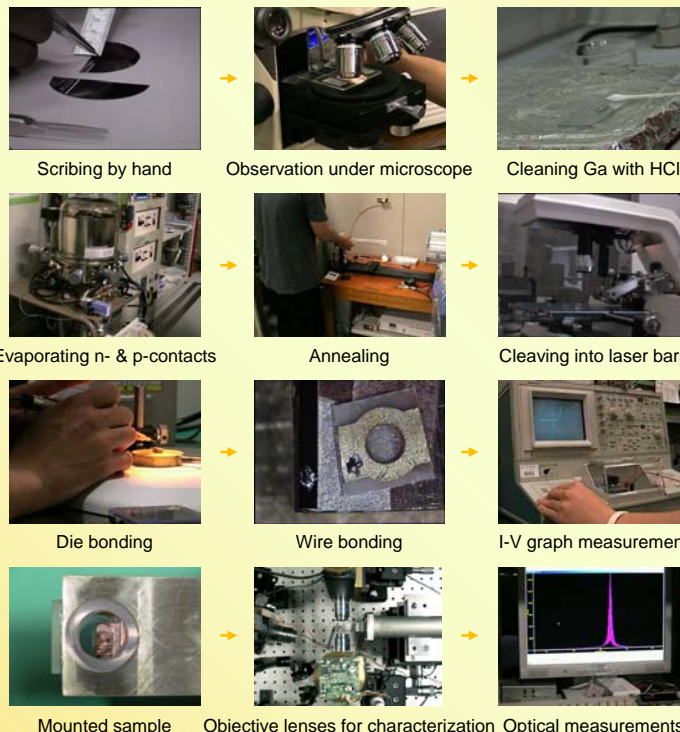 Scribing by hand
Observation under microscope
Cleaning Ga with HCl
Evaporating n- & p-contacts
Annealing
Cleaving into laser bar
Die bonding
Wire bonding
I-V graph measuremen
Mounted sample
Objective lenses for characterization
Optical measurements